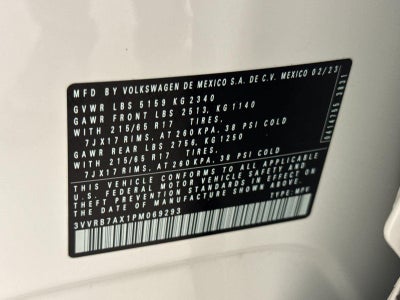 MFD BY VOLKSWAGEN DE MEXICO S.A. DE C.V. MEXICO 02/23
GVWR LBS 5159 KG 2340
GAWR FRONT LBS 2513, KG 1140
WITH 215/65 R17 TIRES.
7JX17 RIMS. AT 260 KPA. 38 PSI COLD
GAWR REAR LBS 2756, KG 1250
WITH 215/65 R17 TIRES.
7JX17 RIMS. AT 260 KPA. 38 PSI COLD
THIS VEHICLE CONFORMS TO ALL APPLICABLE
U.S. FEDERAL MOTOR VEHICLE SAFETY AND
THEFT PREVENTION STANDARDS IN EFFECT
ON THE DATE OF MANUFACTURE SHOWN ABOVE.
3VVRB7AX1PM069293 TYPE: MPV